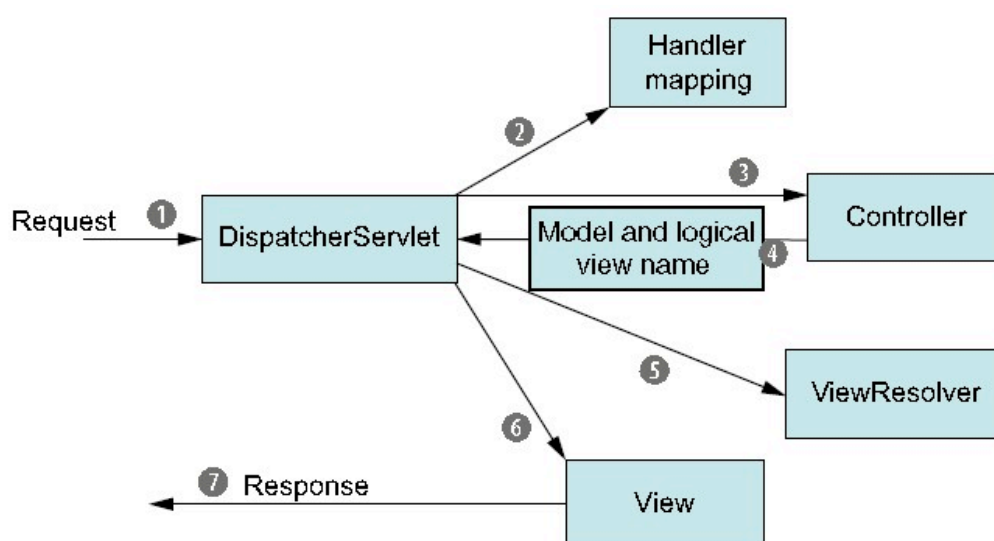 Handler
mapping
2
3
Request
1
DispatcherServlet
Model and logical
view name
4
Controller
5
ViewResolver
6
7
Response
View